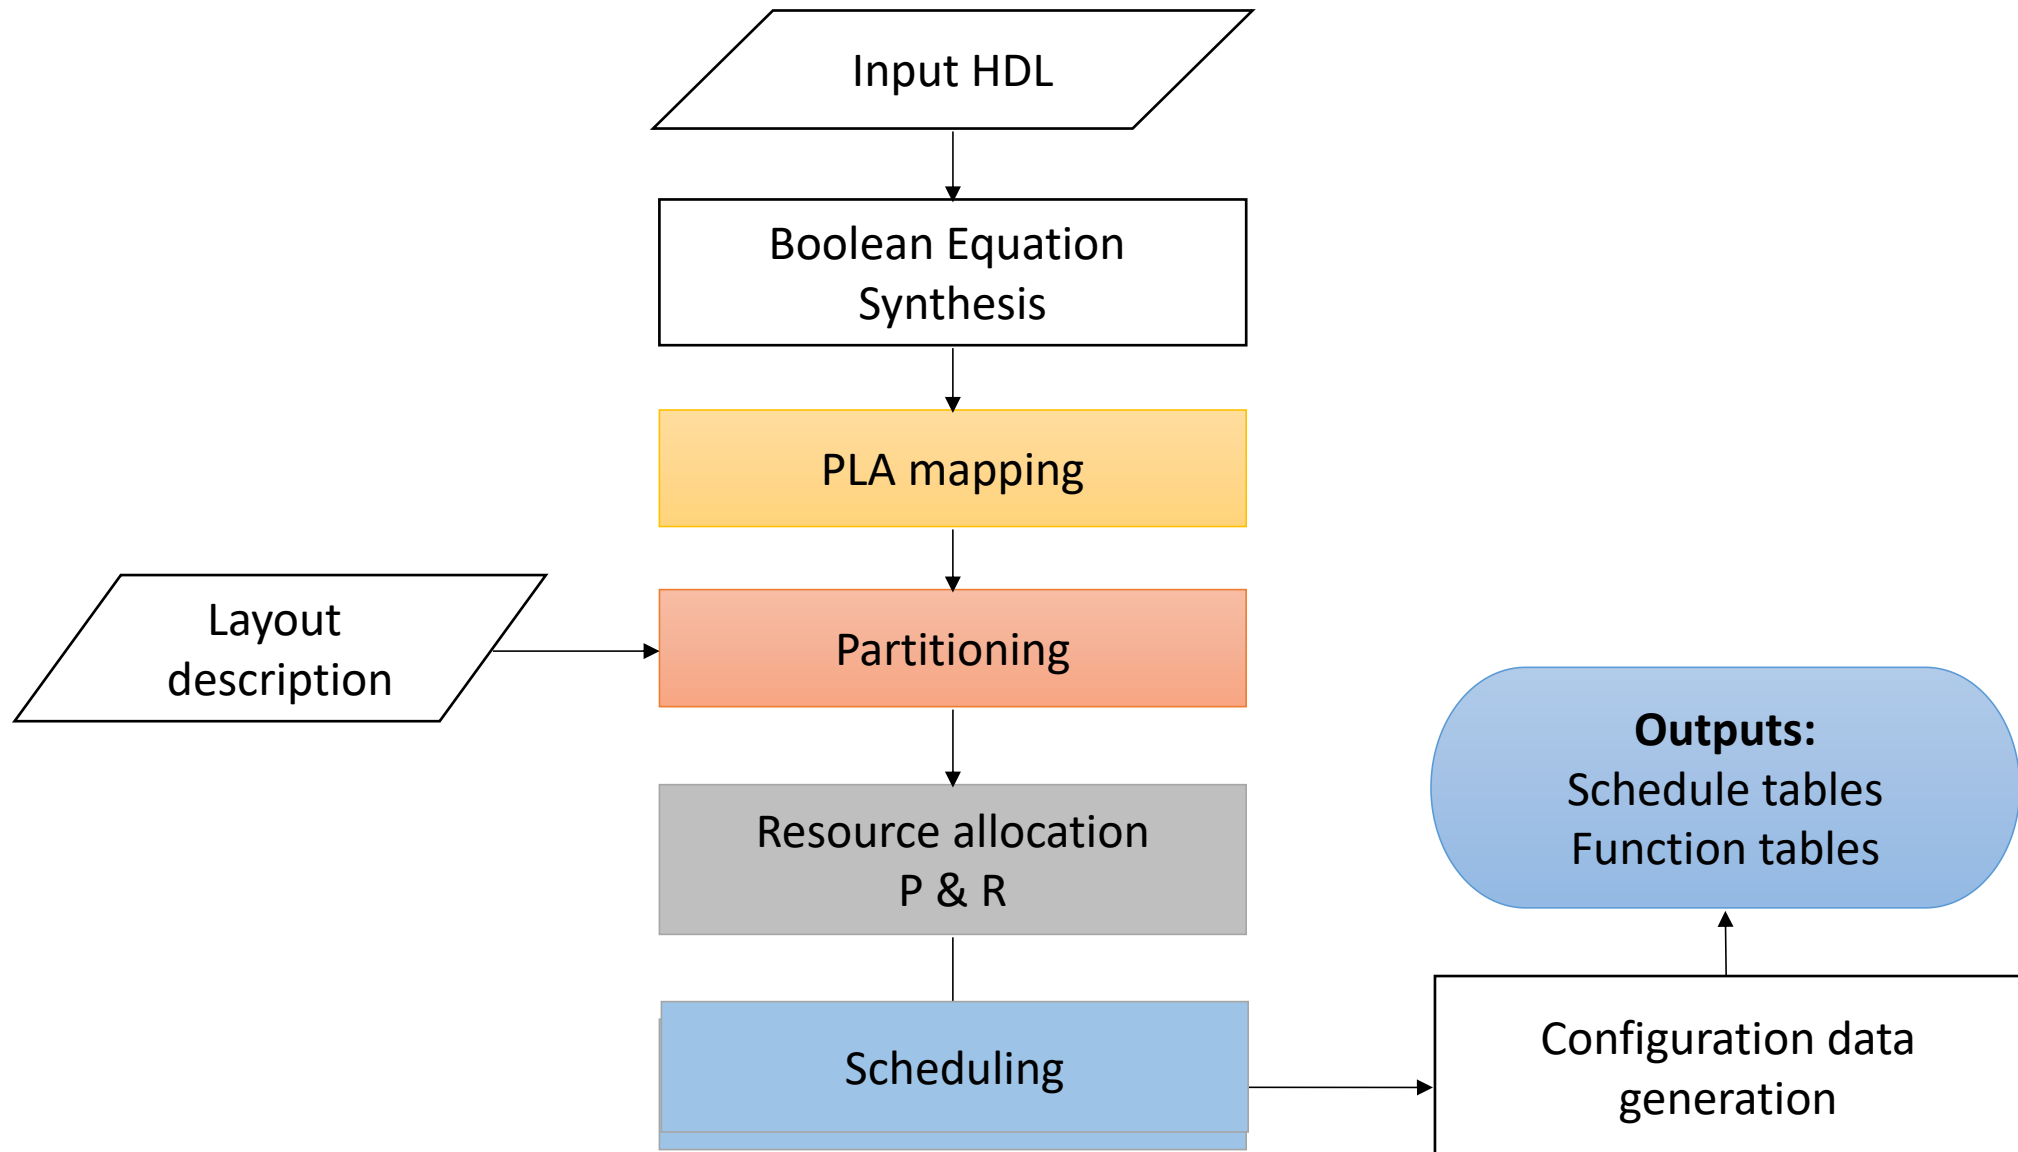 Input HDL
Boolean Equation
Synthesis
PLA mapping
Layout
description
Partitioning
Resource allocation
P & R
Scheduling
Outputs:
Schedule tables
Function tables
Configuration data
generation